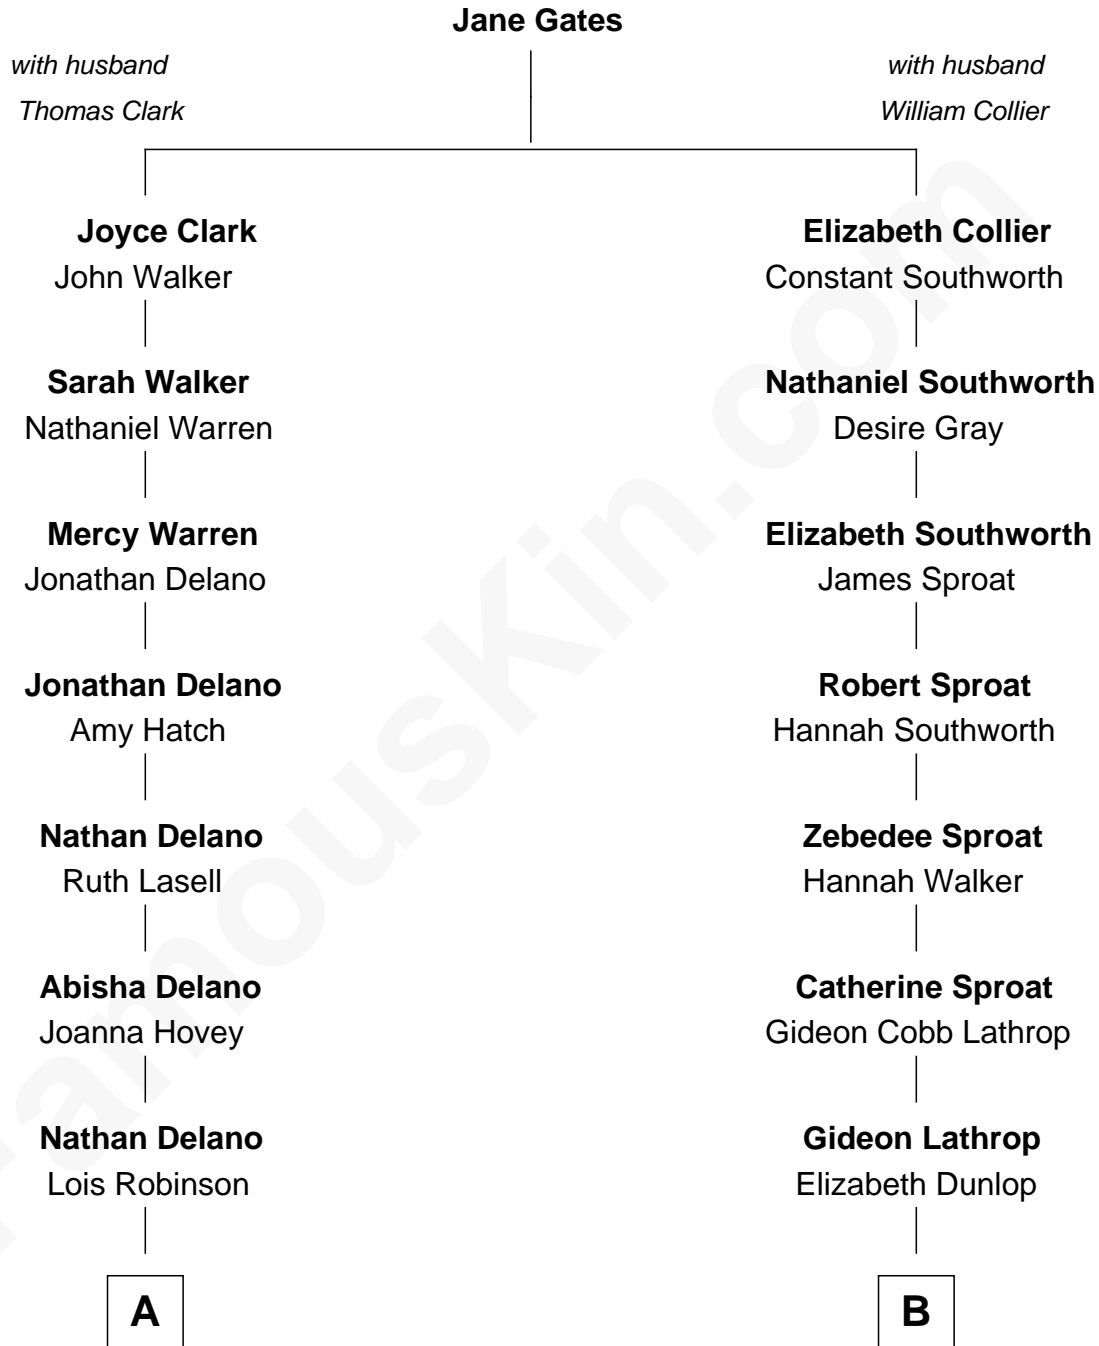 Jane Gates
with husband
Thomas Clark
with husband
William Collier
Joyce Clark
John Walker
Elizabeth Collier
Constant Southworth
Sarah Walker
Nathaniel Warren
Nathaniel Southworth
Desire Gray
Mercy Warren
Jonathan Delano
Elizabeth Southworth
James Sproat
Jonathan Delano
Amy Hatch
Robert Sproat
Hannah Southworth
Nathan Delano
Ruth Lasell
Zebedee Sproat
Hannah Walker
Abisha Delano
Joanna Hovey
Catherine Sproat
Gideon Cobb Lathrop
Nathan Delano
Lois Robinson
Gideon Lathrop
Elizabeth Dunlop
A
B
FamousKin.com